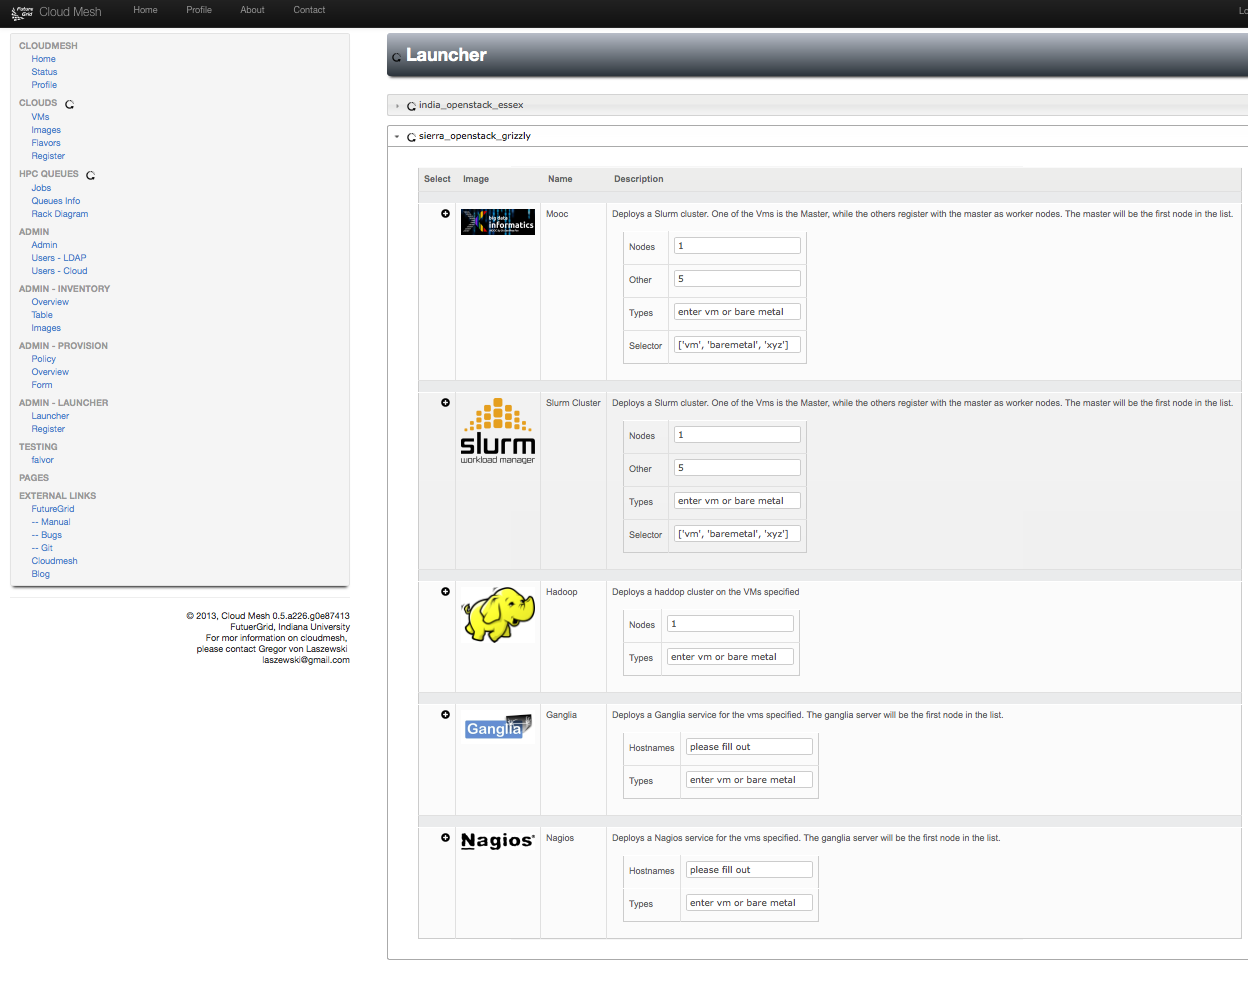 Future Grid Cloud Mesh Home Profile About Contact Lo
CLOUDMESH
Home
Status
Profile
CLOUDS
VMs
Images
Flavors
Register
HPC QUEUES
Jobs
Queues Info
Rack Diagram
ADMIN
Admin
Users - LDAP
Users - Cloud
ADMIN - INVENTORY
Overview
Table
Images
ADMIN - PROVISION
Policy
Overview
Form
ADMIN - LAUNCHER
Launcher
Register
TESTING
falvor
PAGES
EXTERNAL LINKS
FutureGrid
-- Manual
-- Bugs
-- Git
Cloudmesh
Blog
© 2013, Cloud Mesh 0.5.a226.g0e87413
FutuerGrid, Indiana University
For mor information on cloudmesh,
please contact Gregor von Laszewski
laszewski@gmail.com
Launcher
india_openstack_essex
sierra_openstack_grizzly
Select Image Name Description
big data
informatics
Mooc
Deploys a Slurm cluster. One of the Vms is the Master, while the others register with the master as worker nodes. The master will be the first node in the list.
Nodes 1
Other 5
Types enter vm or bare metal
Selector ['vm', 'baremetal', 'xyz']
slurm
workload manager
Slurm Cluster
Deploys a Slurm cluster. One of the Vms is the Master, while the others register with the master as worker nodes. The master will be the first node in the list.
Nodes 1
Other 5
Types enter vm or bare metal
Selector ['vm', 'baremetal', 'xyz']
Hadoop
Deploys a haddop cluster on the VMs specified
Nodes 1
Types enter vm or bare metal
Ganglia
Ganglia
Deploys a Ganglia service for the vms specified. The ganglia server will be the first node in the list.
Hostnames please fill out
Types enter vm or bare metal
Nagios
Nagios
Deploys a Nagios service for the vms specified. The ganglia server will be the first node in the list.
Hostnames please fill out
Types enter vm or bare metal